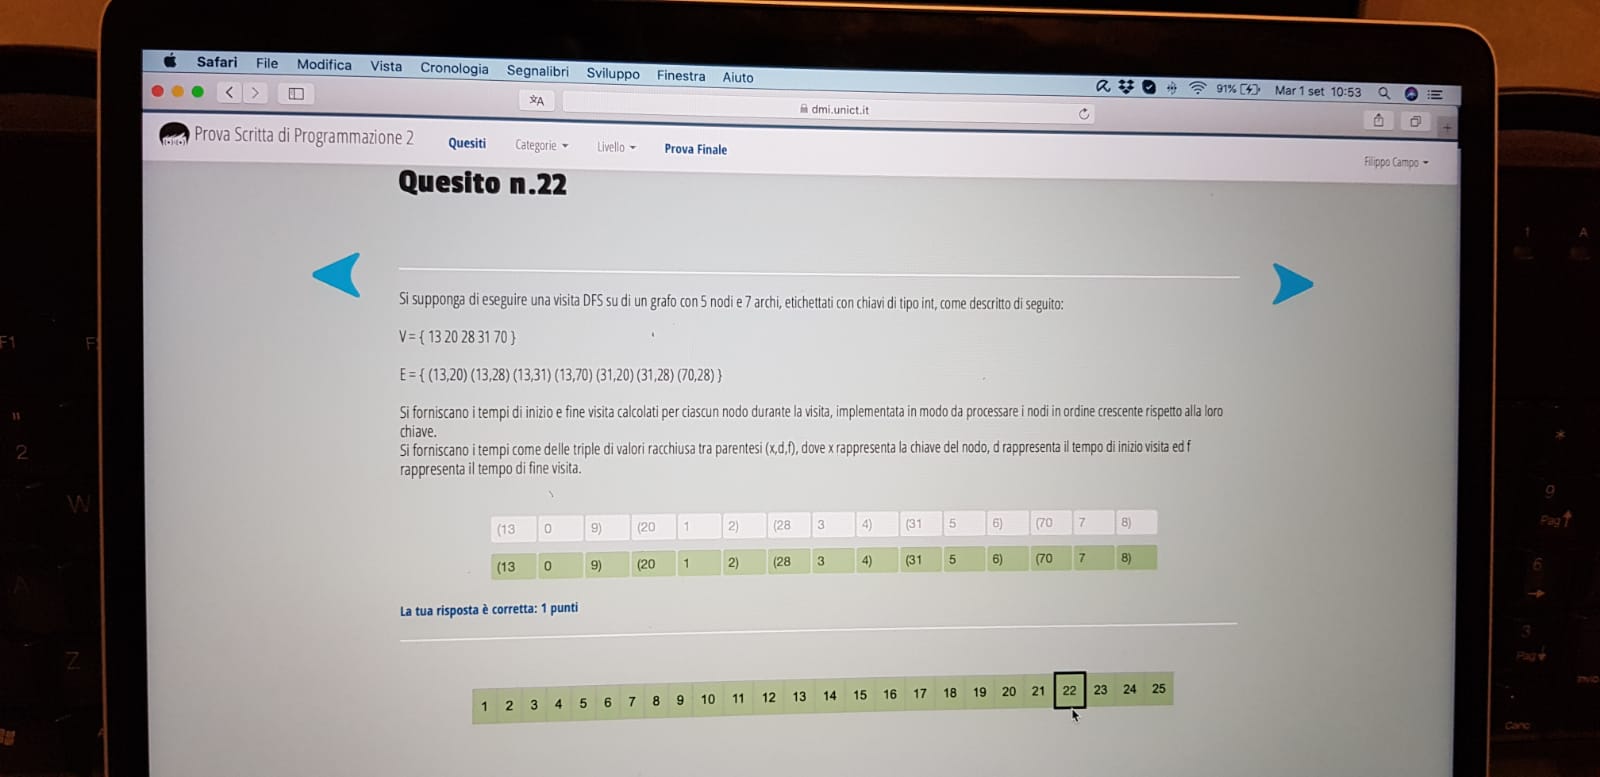 Safari File Modifica Vista Cronologia Segnalibri Sviluppo Finestra Aiuto 91% Mar 1 set 10:53
dmi.unict.it
Prova Scritta di Programmazione 2 Quesiti Categorie Livello Prova Finale Filippo Campo
Quesito n.22
Si supponga di eseguire una visita DFS su di un grafo con 5 nodi e 7 archi, etichettati con chiavi di tipo int, come descritto di seguito:
V = { 13 20 28 31 70 }
E = { (13,20) (13,28) (13,31) (13,70) (31,20) (31,28) (70,28) }
Si forniscano i tempi di inizio e fine visita calcolati per ciascun nodo durante la visita, implementata in modo da processare i nodi in ordine crescente rispetto alla loro
chiave.
Si forniscano i tempi come delle triple di valori racchiusa tra parentesi (x,d,f), dove x rappresenta la chiave del nodo, d rappresenta il tempo di inizio visita ed f
rappresenta il tempo di fine visita.
(13 0 9) (20 1 2) (28 3 4) (31 5 6) (70 7 8)
(13 0 9) (20 1 2) (28 3 4) (31 5 6) (70 7 8)
La tua risposta è corretta: 1 punti
1 2 3 4 5 6 7 8 9 10 11 12 13 14 15 16 17 18 19 20 21 22 23 24 25